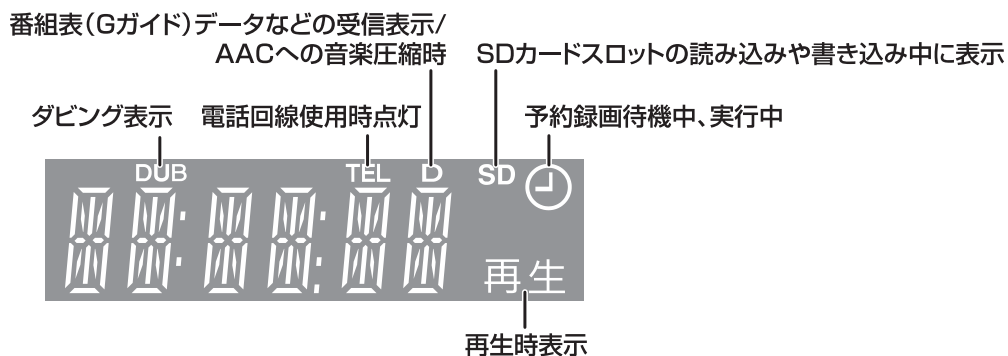 番組表(Gガイド)データなどの受信表示/
AACへの音楽圧縮時
SDカードスロットの読み込みや書き込み中に表示
ダビング表示
電話回線使用時点灯
予約録画待機中、実行中
DUB
TEL
D
SD
再生
再生時表示